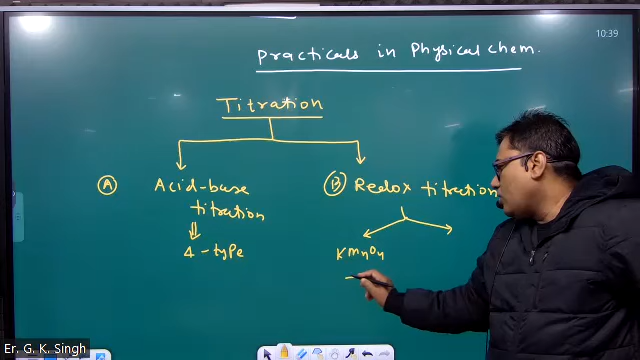 10:39
Practicals in Physical chem.
Titration
A Acid-base titration
4-type
B Redox titration
KMnO4
Er. G. K. Singh